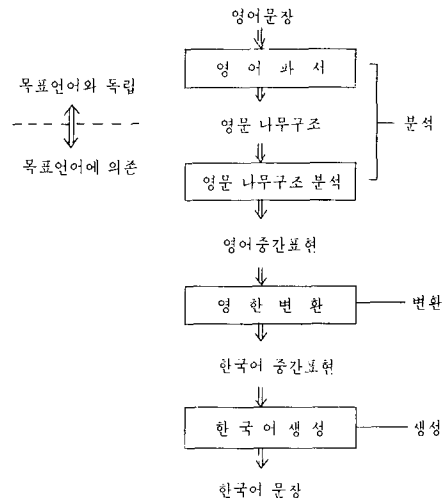 영어문장
영 어 파 서
목표언어와 독립
영문 나무구조
분석
목표언어에 의존
영문 나무구조 분석
영어중간표현
영 한 변 환
변환
한국어 중간표현
한 국 어 생 성
생성
한국어 문장